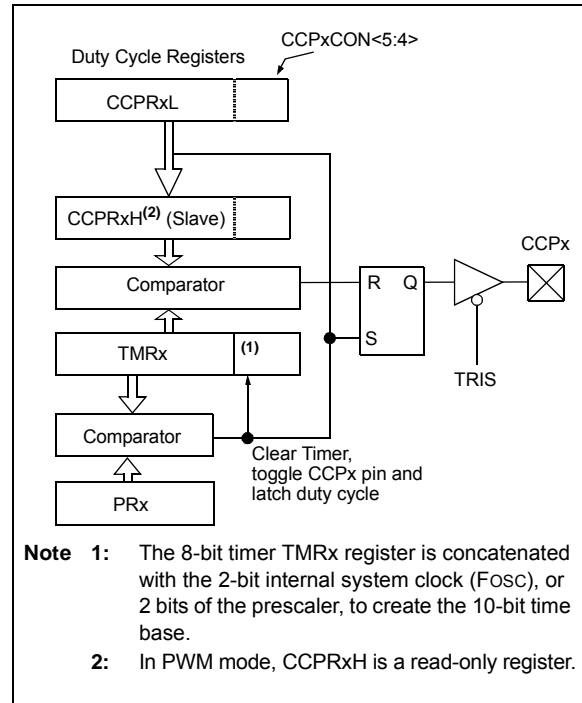 CCPxCON<5:4>
Duty Cycle Registers
CCPRxL
CCPRxH(2) (Slave)
CCPx
Comparator
R Q
TMRx (1)
S
TRIS
Comparator
Clear Timer,
toggle CCPx pin and
latch duty cycle
PRx
Note 1: The 8-bit timer TMRx register is concatenated
with the 2-bit internal system clock (FOSC), or
2 bits of the prescaler, to create the 10-bit time
base.
2: In PWM mode, CCPRxH is a read-only register.